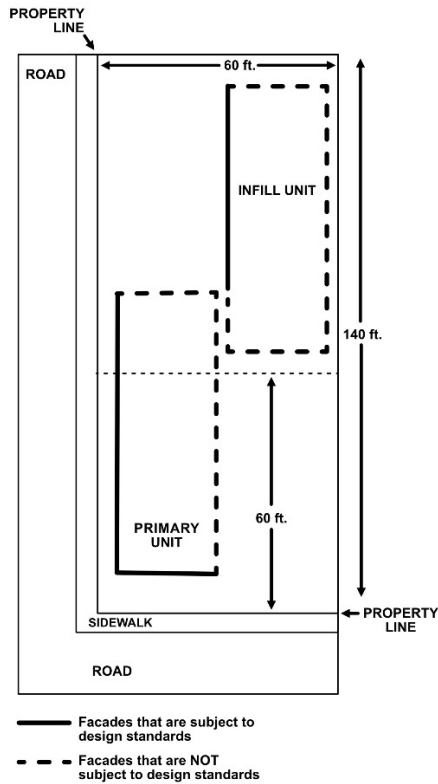 PROPERTY
LINE
ROAD
60 ft.
INFILL UNIT
140 ft.
60 ft.
PRIMARY
UNIT
PROPERTY
LINE
SIDEWALK
ROAD
Facades that are subject to
design standards
Facades that are NOT
subject to design standards